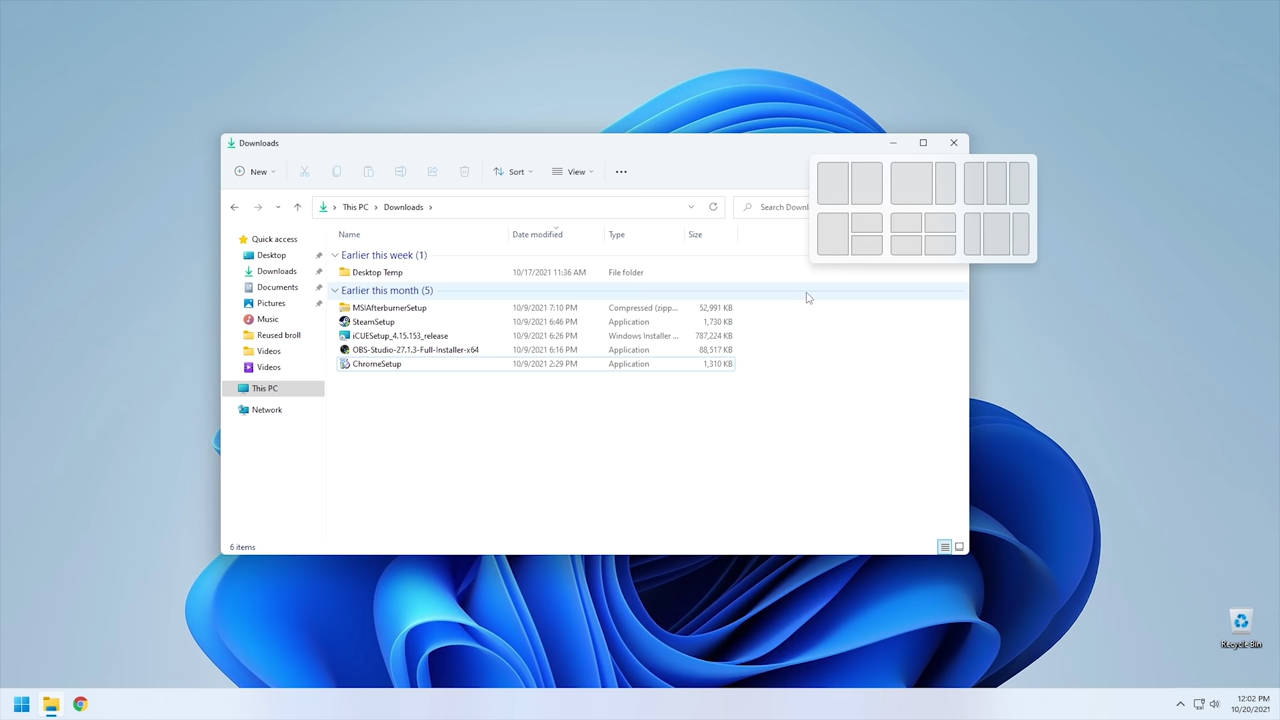 Downloads
New
Sort
View
This PC
Downloads
Search Downl
Name
Date modified
Type
Size
Quick access
Desktop
Downloads
Documents
Pictures
Music
Reused broll
Videos
Videos
This PC
Network
Earlier this week (1)
Desktop Temp 10/17/2021 11:36 AM File folder
Earlier this month (5)
MSIAfterburnerSetup 10/9/2021 7:10 PM Compressed (zipp... 52,991 KB
SteamSetup 10/9/2021 6:46 PM Application 1,730 KB
iCUESetup_4.15.153_release 10/9/2021 6:26 PM Windows Installer ... 787,224 KB
OBS-Studio-27.1.3-Full-Installer-x64 10/9/2021 6:16 PM Application 88,517 KB
ChromeSetup 10/9/2021 2:29 PM Application 1,310 KB
6 items
Recycle Bin
12:02 PM
10/20/2021